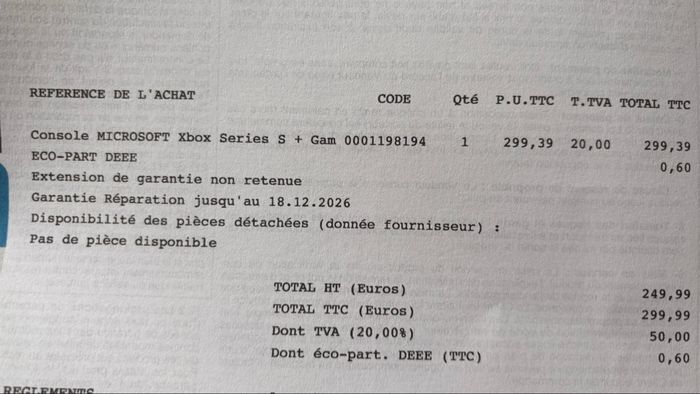 REFERENCE DE L'ACHAT CODE Qté P.U.TTC T.TVA TOTAL TTC
Console MICROSOFT Xbox Series S + Gam 0001198194 1 299,39 20,00 299,39
ECO-PART DEEE 0,60
Extension de garantie non retenue
Garantie Réparation jusqu'au 18.12.2026
Disponibilité des pièces détachées (donnée fournisseur) :
Pas de pièce disponible
TOTAL HT (Euros) 249,99
TOTAL TTC (Euros) 299,99
Dont TVA (20,00%) 50,00
Dont éco-part. DEEE (TTC) 0,60
REGLEMENTS